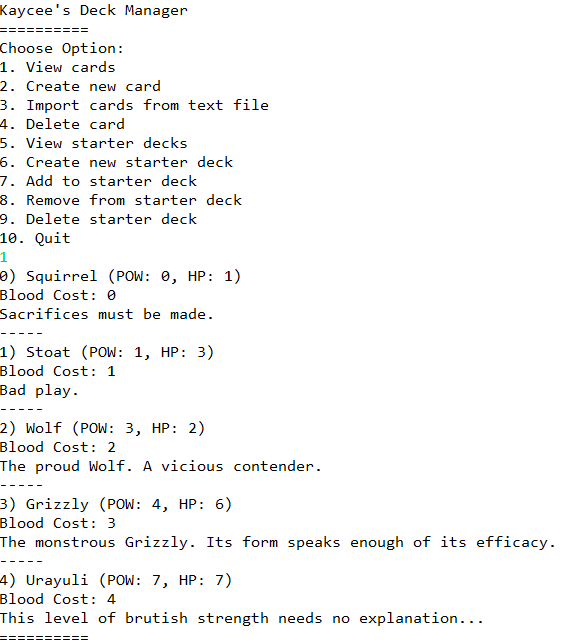 Kaycee's Deck Manager
==========
Choose Option:
1. View cards
2. Create new card
3. Import cards from text file
4. Delete card
5. View starter decks
6. Create new starter deck
7. Add to starter deck
8. Remove from starter deck
9. Delete starter deck
10. Quit
1
0) Squirrel (POW: 0, HP: 1)
Blood Cost: 0
Sacrifices must be made.
-----
1) Stoat (POW: 1, HP: 3)
Blood Cost: 1
Bad play.
-----
2) Wolf (POW: 3, HP: 2)
Blood Cost: 2
The proud Wolf. A vicious contender.
-----
3) Grizzly (POW: 4, HP: 6)
Blood Cost: 3
The monstrous Grizzly. Its form speaks enough of its efficacy.
-----
4) Urayuli (POW: 7, HP: 7)
Blood Cost: 4
This level of brutish strength needs no explanation...
==========